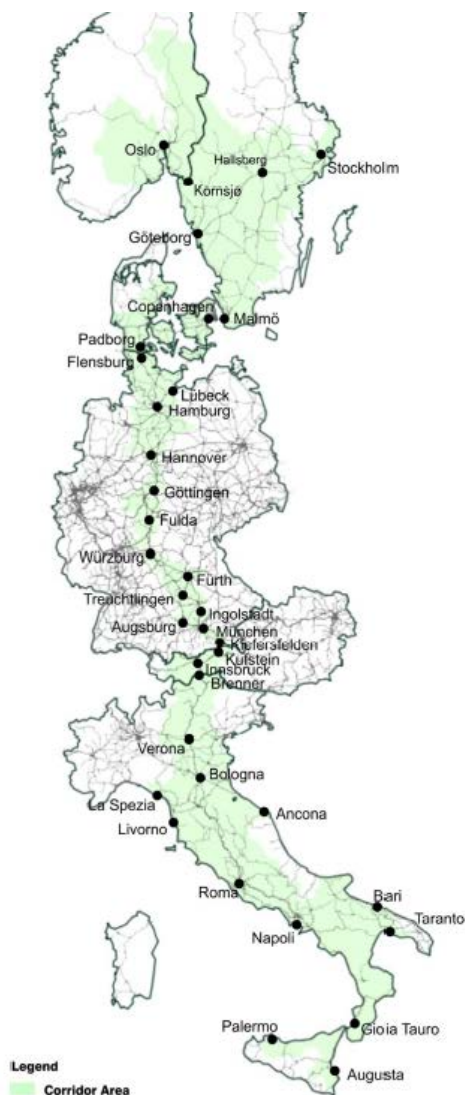 Oslo
Hallsberg
Stockholm
Kornsjø
Göteborg
Copenhagen
Malmö
Padborg
Flensburg
Lübeck
Hamburg
Hannover
Göttingen
Fulda
Würzburg
Fürth
Treuchtlingen
Ingolstadt
Augsburg
München
Kiefersfelden
Kufstein
Innsbruck
Brenner
Verona
Bologna
La Spezia
Ancona
Livorno
Roma
Bari
Taranto
Napoli
Palermo
Gioia Tauro
Augusta
Legend
Corridor Area